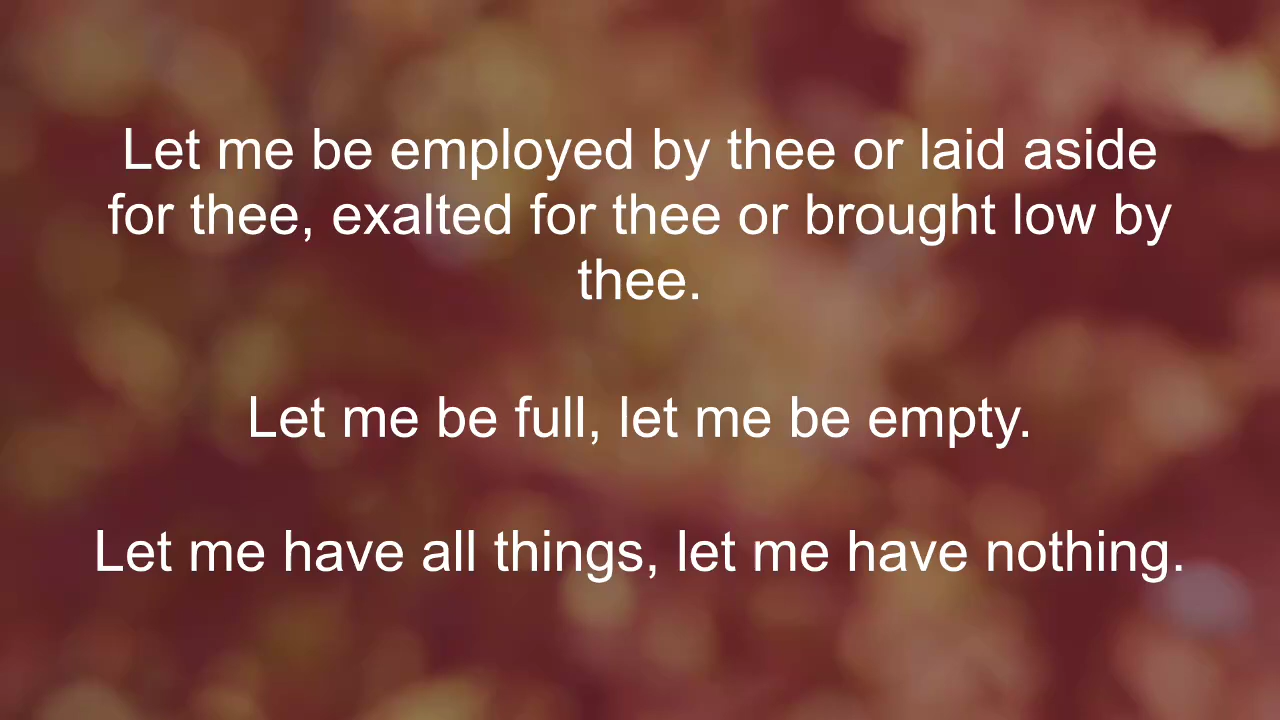 Let me be employed by thee or laid aside
for thee, exalted for thee or brought low by
thee.
Let me be full, let me be empty.
Let me have all things, let me have nothing.